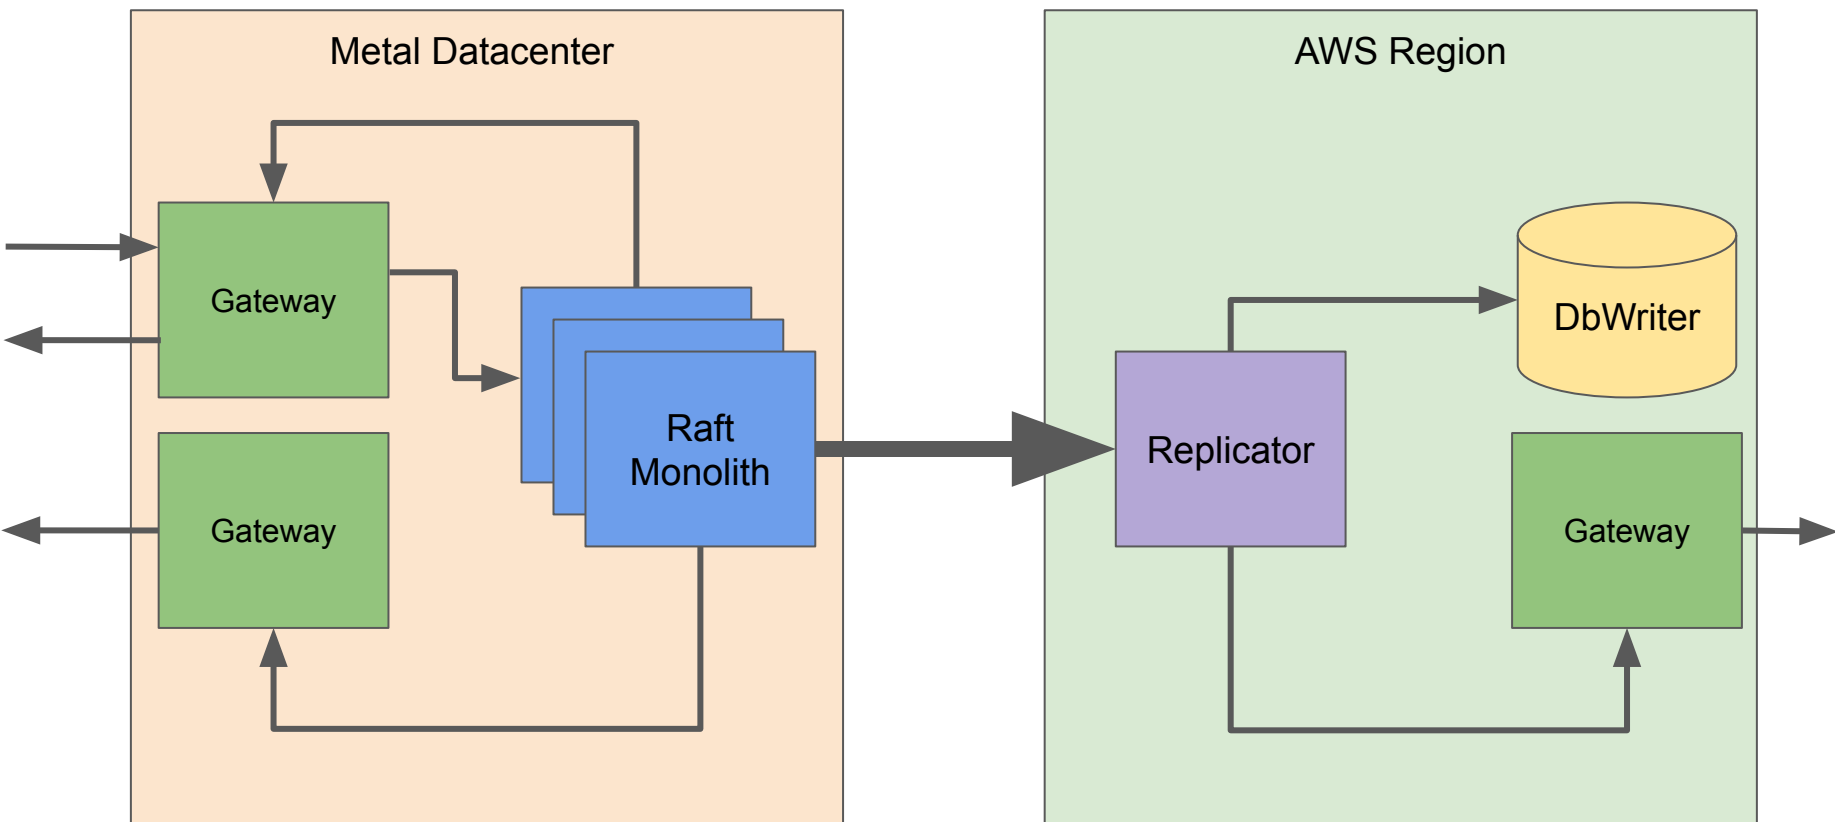 Metal Datacenter
AWS Region
Gateway
Raft
Monolith
Gateway
Replicator
DbWriter
Gateway